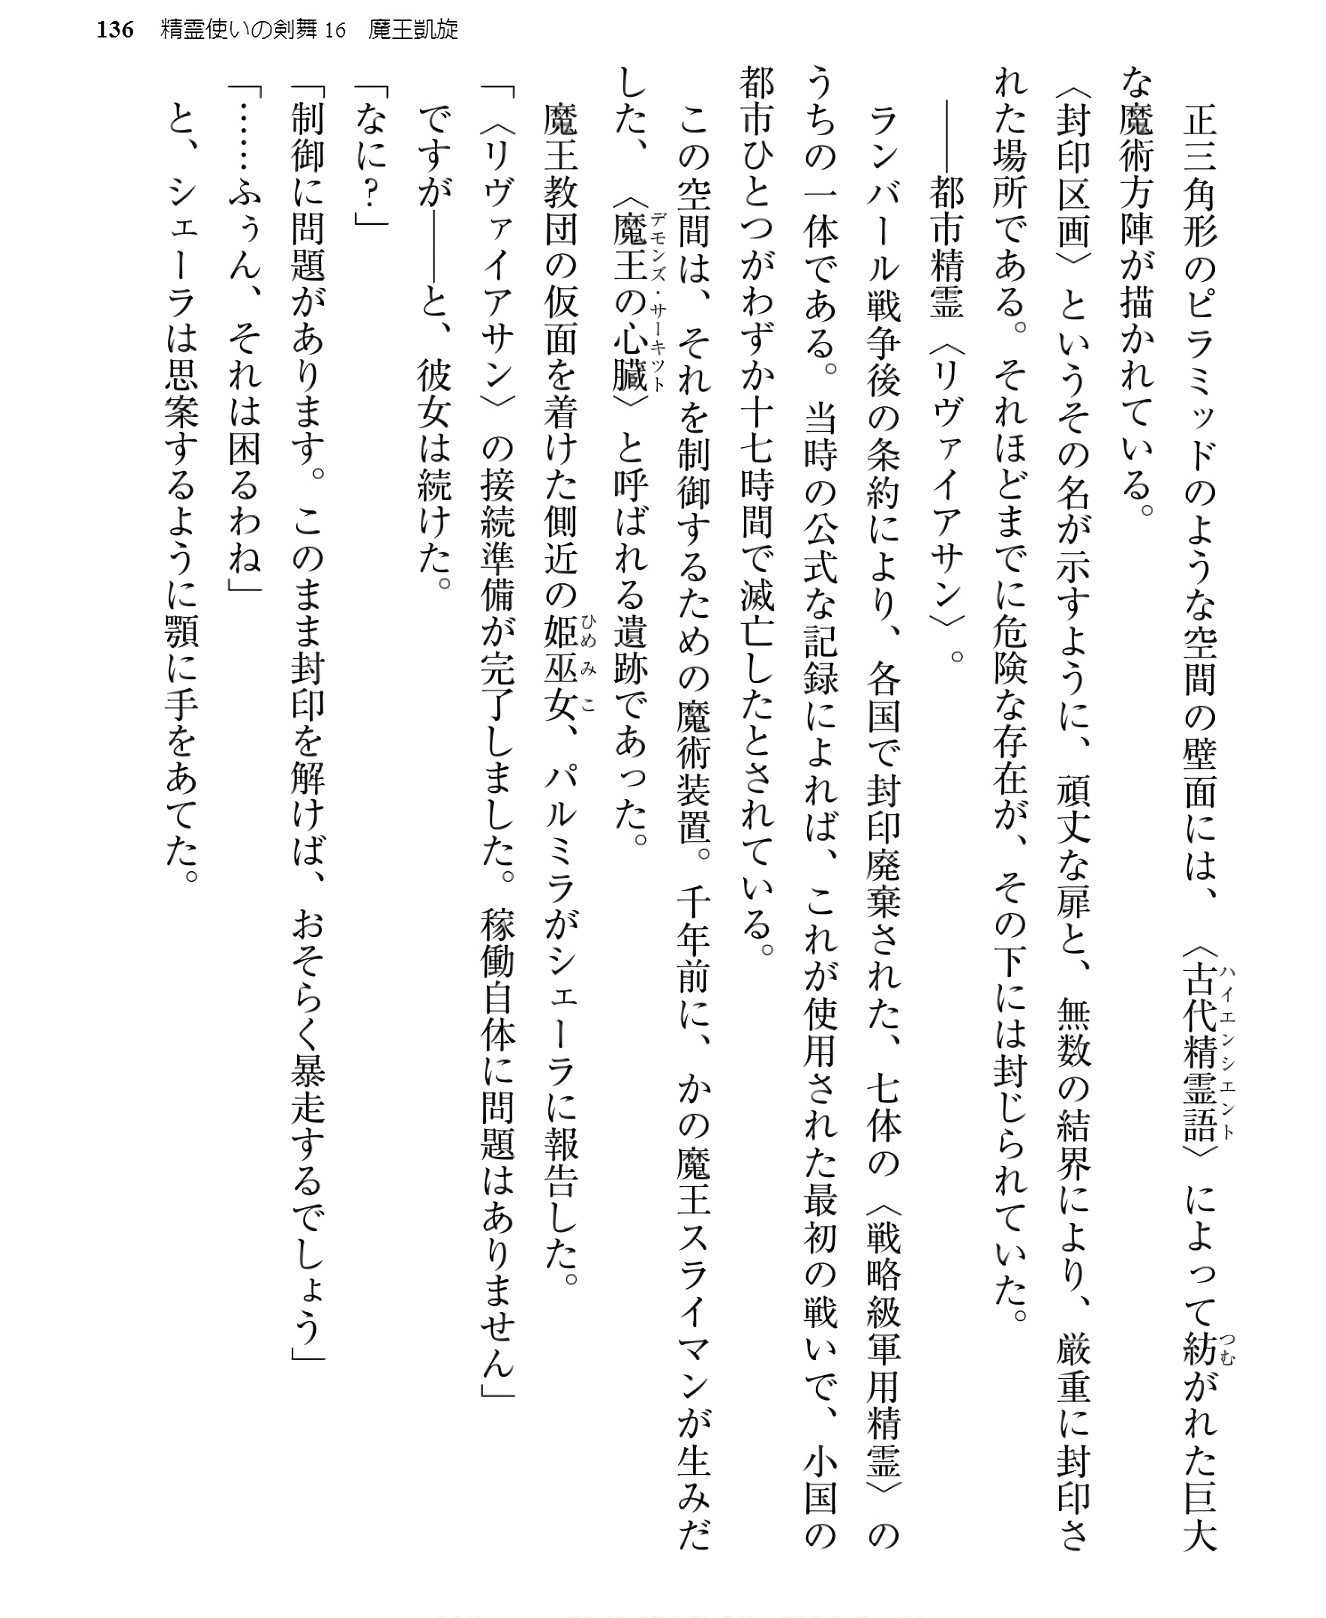 136 精霊使いの剣舞16 魔王凱旋
　正三角形のピラミッドのような空間の壁面には、〈古代精霊語〉によって紡がれた巨大
ハイエンシエント
つむ
な魔術方陣が描かれている。
〈封印区画〉というその名が示すように、頑丈な扉と、無数の結界により、厳重に封印さ
れた場所である。それほどまでに危険な存在が、その下には封じられていた。
　――都市精霊〈リヴァイアサン〉。
　ランバール戦争後の条約により、各国で封印廃棄された、七体の〈戦略級軍用精霊〉の
うちの一体である。当時の公式な記録によれば、これが使用された最初の戦いで、小国の
都市ひとつがわずか十七時間で滅亡したとされている。
　この空間は、それを制御するための魔術装置。千年前に、かの魔王スライマンが生みだ
した、〈魔王の心臓〉と呼ばれる遺跡であった。
デモンズ・サーキット
　魔王教団の仮面を着けた側近の姫巫女、パルミラがシェーラに報告した。
ひめみこ
「〈リヴァイアサン〉の接続準備が完了しました。稼働自体に問題はありません」
　ですが――と、彼女は続けた。
「なに?」
「制御に問題があります。このまま封印を解けば、おそらく暴走するでしょう」
「……ふぅん、それは困るわね」
　と、シェーラは思案するように顎に手をあてた。